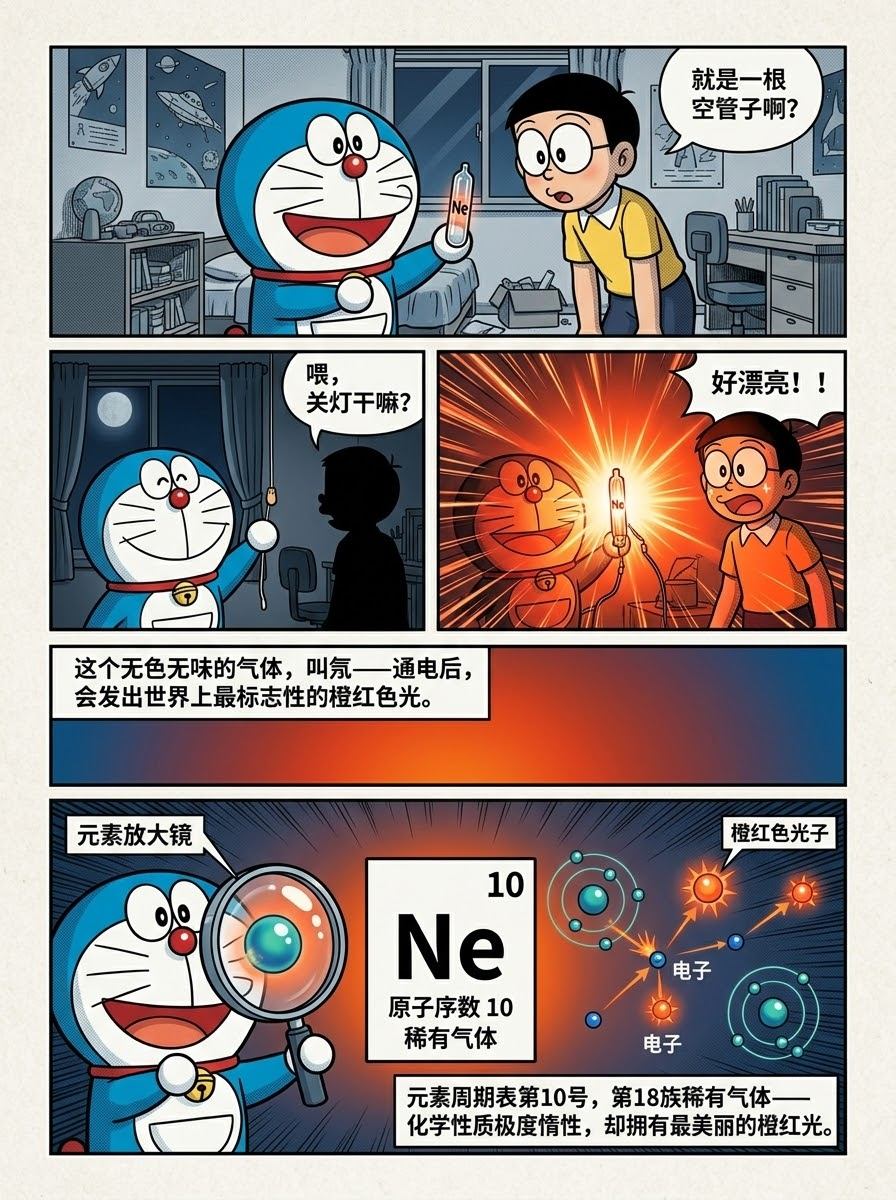 就是一根
空管子啊？
Ne
喂，
关灯干嘛？
好漂亮！！
Ne
这个无色无味的气体，叫氖——通电后，
会发出世界上最标志性的橙红色光。
元素放大镜
橙红色光子
10
Ne
原子序数 10
稀有气体
电子
电子
元素周期表第10号，第18族稀有气体——
化学性质极度惰性，却拥有最美丽的橙红光。